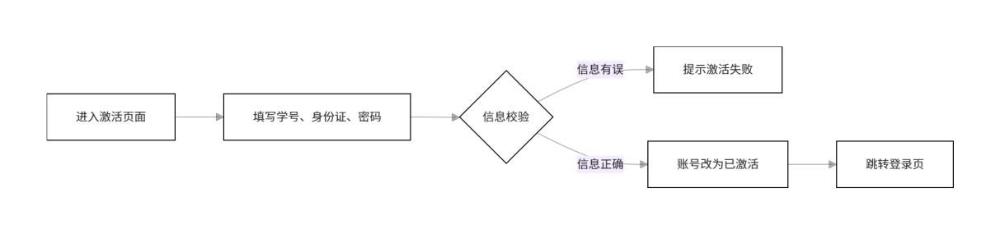 进入激活页面
填写学号、身份证、密码
信息校验
信息有误
提示激活失败
信息正确
账号改为已激活
跳转登录页